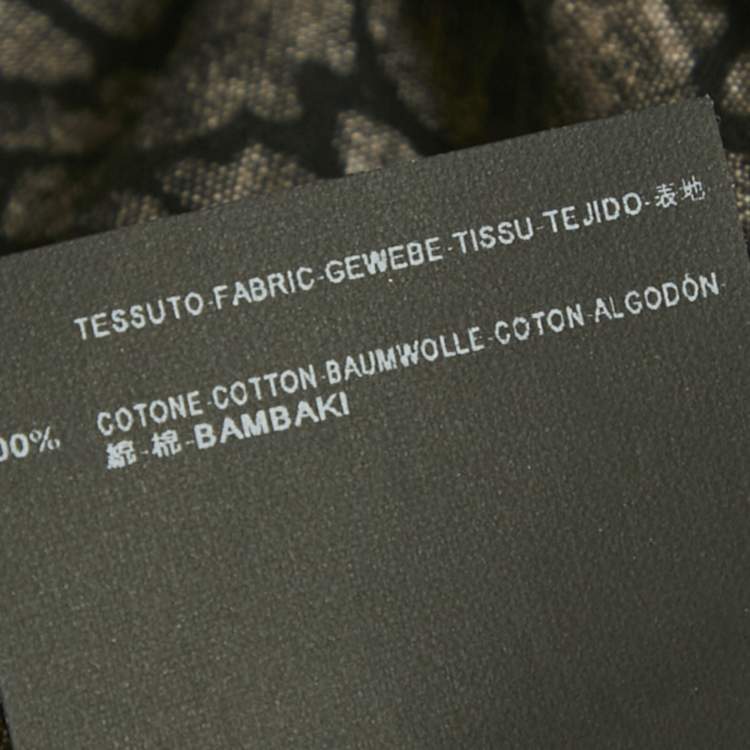 TESSUTO-FABRIC-GEWEBE-TISSU-TEJIDO-表地
COTONE-COTTON-BAUMWOLLE-COTON-ALGODÓN-
00% 綿-棉-BAMBAKI